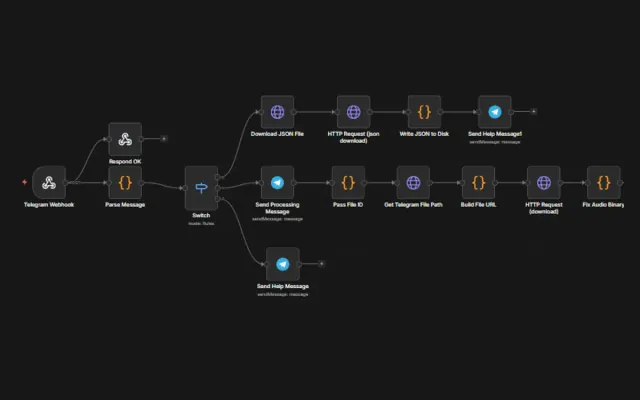 Download JSON File
HTTP Request (json
download)
Write JSON to Disk
Send Help Message1
sendMessage: message
Respond OK
Telegram Webhook
Parse Message
Switch
mode: Rules
Send Processing
Message
sendMessage: message
Pass File ID
Get Telegram File Path
Build File URL
HTTP Request
(download)
Fix Audio Binary
Send Help Message
sendMessage: message